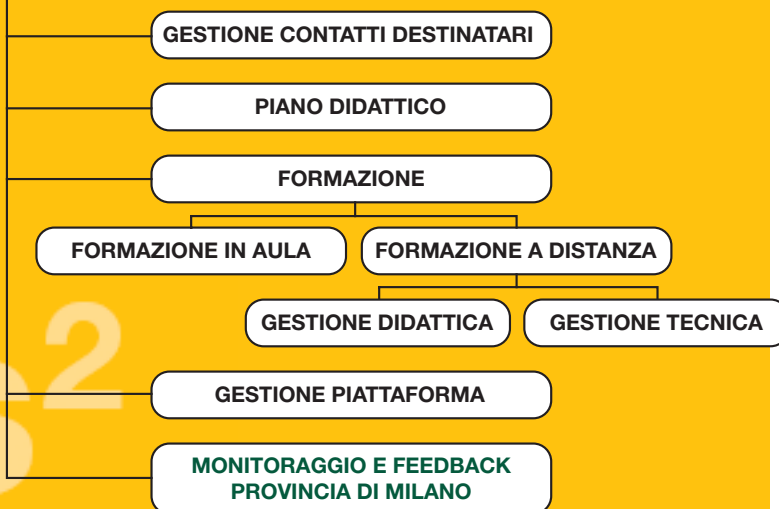 GESTIONE CONTATTI DESTINATARI
PIANO DIDATTICO
FORMAZIONE
FORMAZIONE IN AULA
FORMAZIONE A DISTANZA
GESTIONE DIDATTICA
GESTIONE TECNICA
2
GESTIONE PIATTAFORMA
MONITORAGGIO E FEEDBACK
PROVINCIA DI MILANO